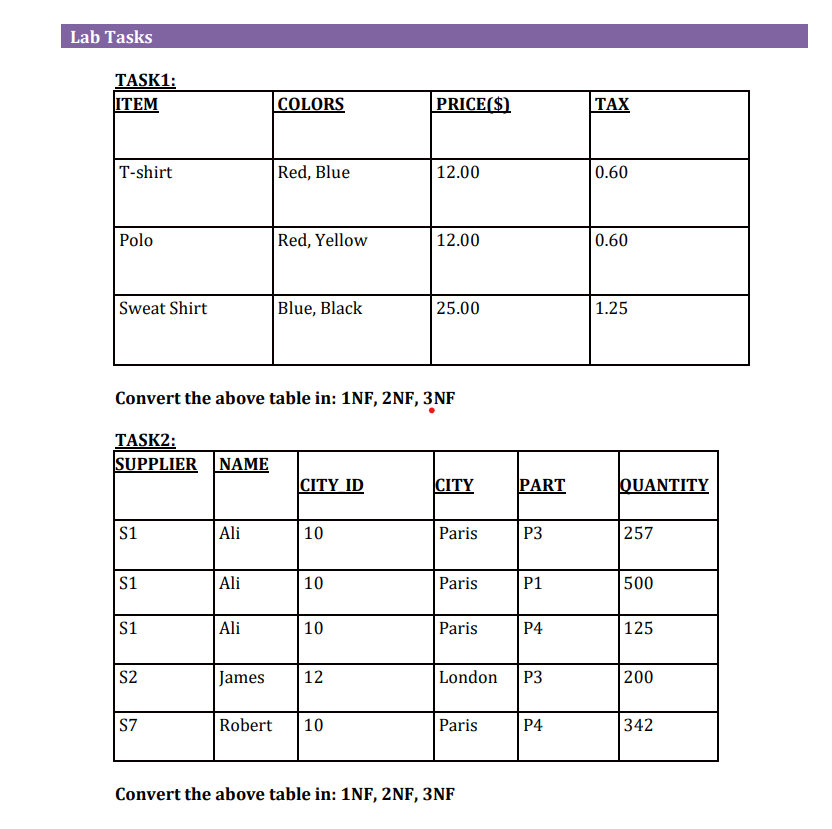 Lab Tasks
TASK1:
ITEM COLORS PRICE($) TAX
T-shirt Red, Blue 12.00 0.60
Polo Red, Yellow 12.00 0.60
Sweat Shirt Blue, Black 25.00 1.25
Convert the above table in: 1NF, 2NF, 3NF
TASK2:
SUPPLIER NAME CITY_ID CITY PART QUANTITY
S1 Ali 10 Paris P3 257
S1 Ali 10 Paris P1 500
S1 Ali 10 Paris P4 125
S2 James 12 London P3 200
S7 Robert 10 Paris P4 342
Convert the above table in: 1NF, 2NF, 3NF